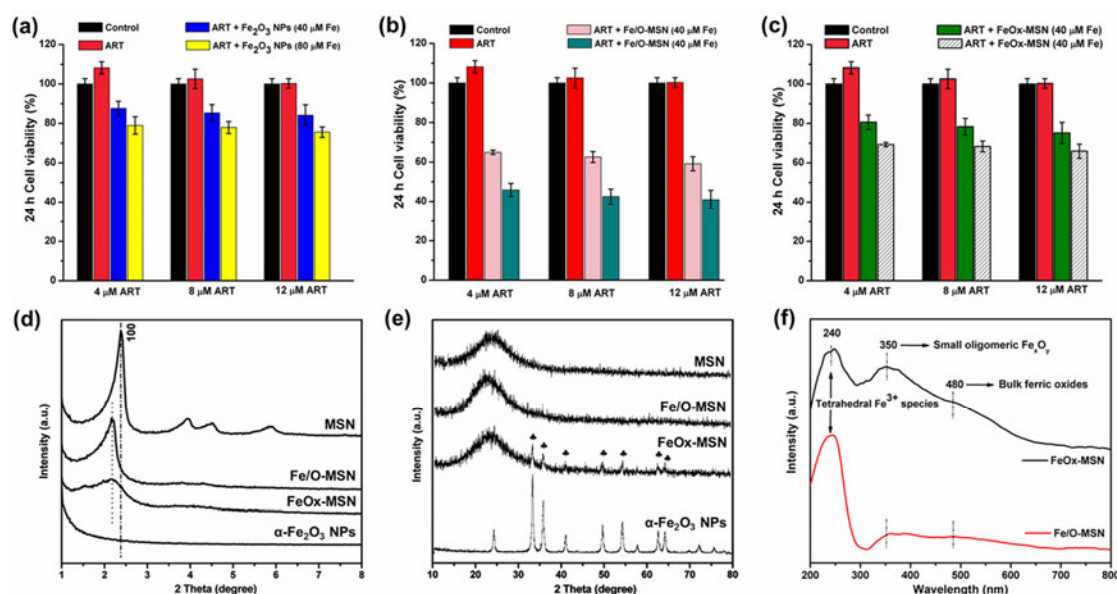 (a)
Control
ART
ART + Fe₂O₃ NPs (40 μM Fe)
ART + Fe₂O₃ NPs (80 μM Fe)
24 h Cell viability (%)
140
120
100
80
60
40
20
0
4 μM ART
8 μM ART
12 μM ART
(b)
Control
ART
ART + Fe/O-MSN (40 μM Fe)
ART + Fe/O-MSN (40 μM Fe)
24 h Cell viability (%)
140
120
100
80
60
40
20
0
4 μM ART
8 μM ART
12 μM ART
(c)
Control
ART
ART + FeOx-MSN (40 μM Fe)
ART + FeOx-MSN (40 μM Fe)
24 h Cell viability (%)
140
120
100
80
60
40
20
0
4 μM ART
8 μM ART
12 μM ART
(d)
100
MSN
Fe/O-MSN
FeOx-MSN
α-Fe₂O₃ NPs
Intensity (a.u.)
1 2 3 4 5 6 7 8
2 Theta (degree)
(e)
MSN
Fe/O-MSN
FeOx-MSN
α-Fe₂O₃ NPs
Intensity (a.u.)
10 20 30 40 50 60 70 80
2 Theta (degree)
(f)
240
350 Small oligomeric FeₓOᵧ
480 Bulk ferric oxides
Tetrahedral Fe³⁺ species
FeOx-MSN
Fe/O-MSN
Intensity (a.u.)
200 300 400 500 600 700 800
Wavelength (nm)